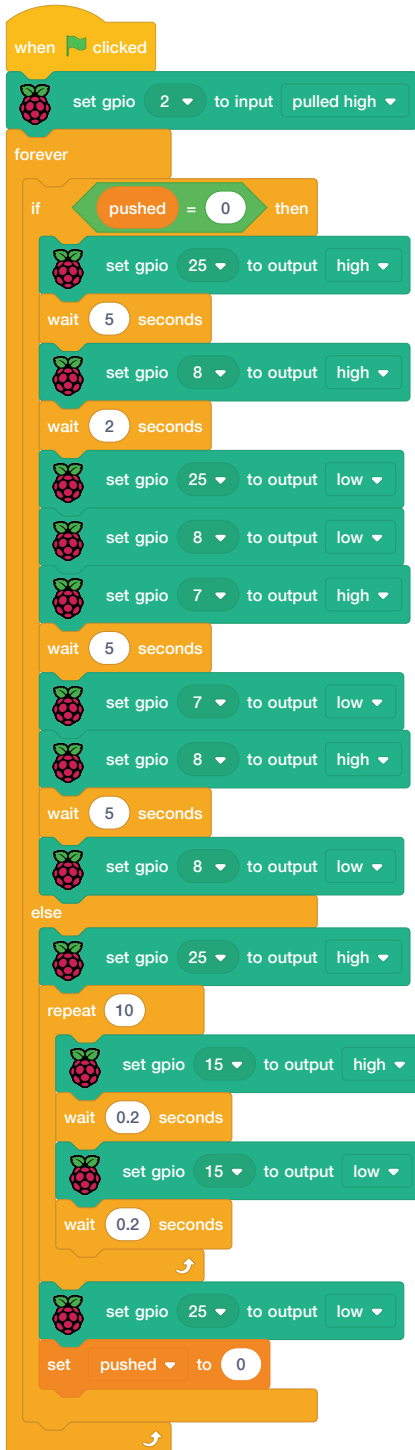 when clicked
set gpio 2 to input pulled high
forever
if pushed = 0 then
set gpio 25 to output high
wait 5 seconds
set gpio 8 to output high
wait 2 seconds
set gpio 25 to output low
set gpio 8 to output low
set gpio 7 to output high
wait 5 seconds
set gpio 7 to output low
set gpio 8 to output high
wait 5 seconds
set gpio 8 to output low
else
set gpio 25 to output high
repeat 10
set gpio 15 to output high
wait 0.2 seconds
set gpio 15 to output low
wait 0.2 seconds
set gpio 25 to output low
set pushed to 0